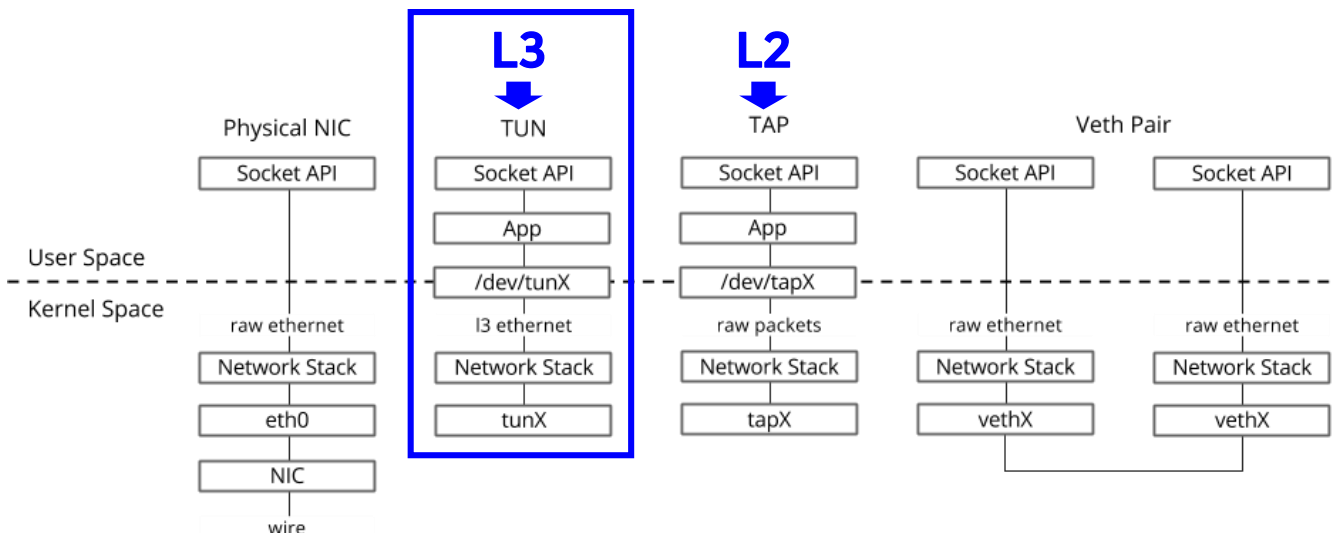 L3
L2
Physical NIC
TUN
TAP
Veth Pair
Socket API
Socket API
Socket API
Socket API
Socket API
App
App
User Space
/dev/tunX
/dev/tapX
Kernel Space
raw ethernet
l3 ethernet
raw packets
raw ethernet
raw ethernet
Network Stack
Network Stack
Network Stack
Network Stack
Network Stack
eth0
tunX
tapX
vethX
vethX
NIC
wire